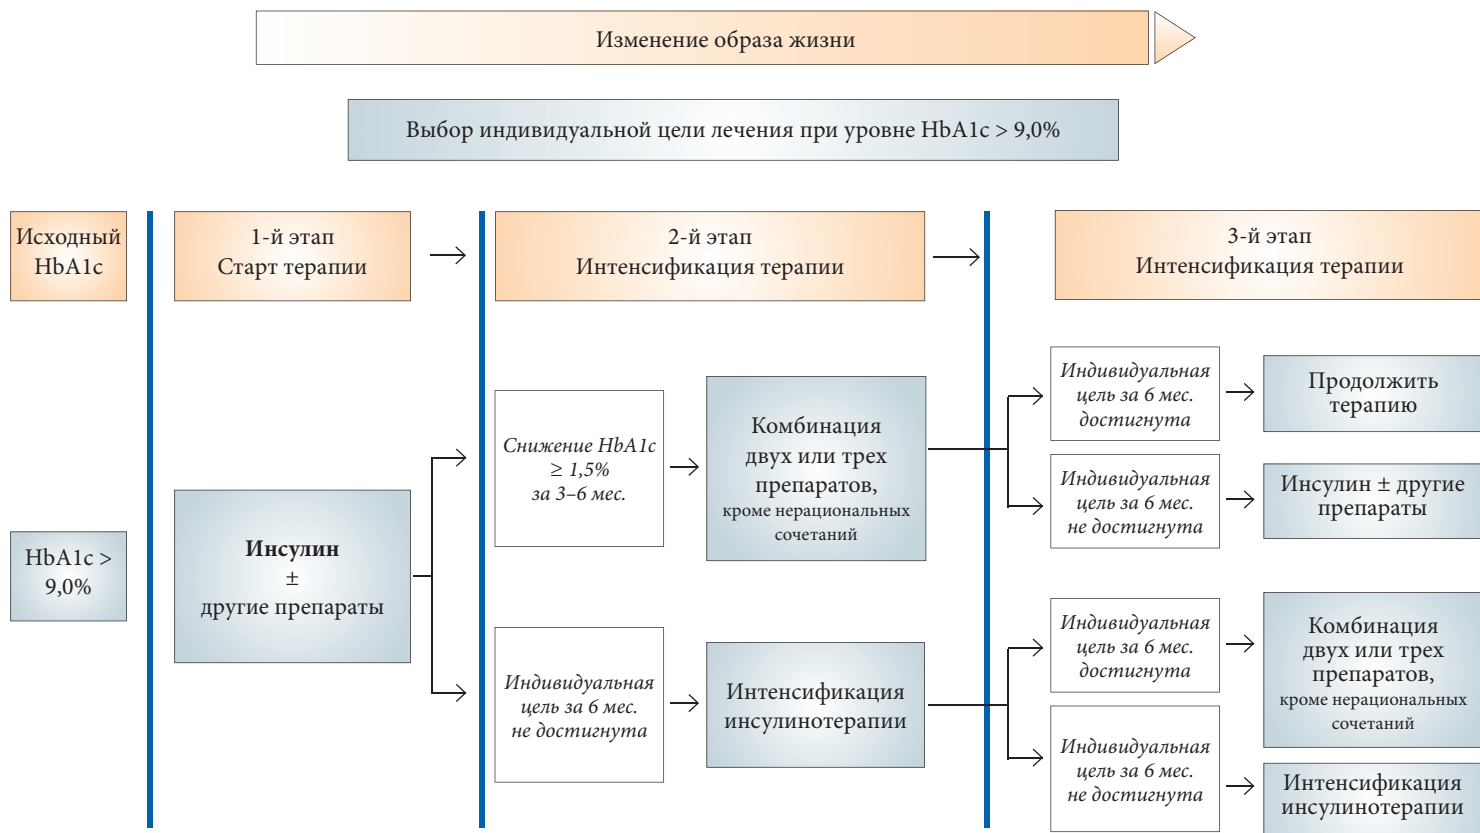 Изменение образа жизни
Выбор индивидуальной цели лечения при уровне HbA1c > 9,0%
Исходный
HbA1c
1-й этап
Старт терапии
2-й этап
Интенсификация терапии
3-й этап
Интенсификация терапии
HbA1c >
9,0%
Инсулин
±
другие препараты
Снижение HbA1c
≥ 1,5%
за 3–6 мес.
Комбинация
двух или трех
препаратов,
кроме нерациональных
сочетаний
Индивидуальная
цель за 6 мес.
достигнута
Продолжить
терапию
Индивидуальная
цель за 6 мес.
не достигнута
Инсулин ± другие
препараты
Индивидуальная
цель за 6 мес.
не достигнута
Интенсификация
инсулинотерапии
Индивидуальная
цель за 6 мес.
достигнута
Комбинация
двух или трех
препаратов,
кроме нерациональных
сочетаний
Индивидуальная
цель за 6 мес.
не достигнута
Интенсификация
инсулинотерапии